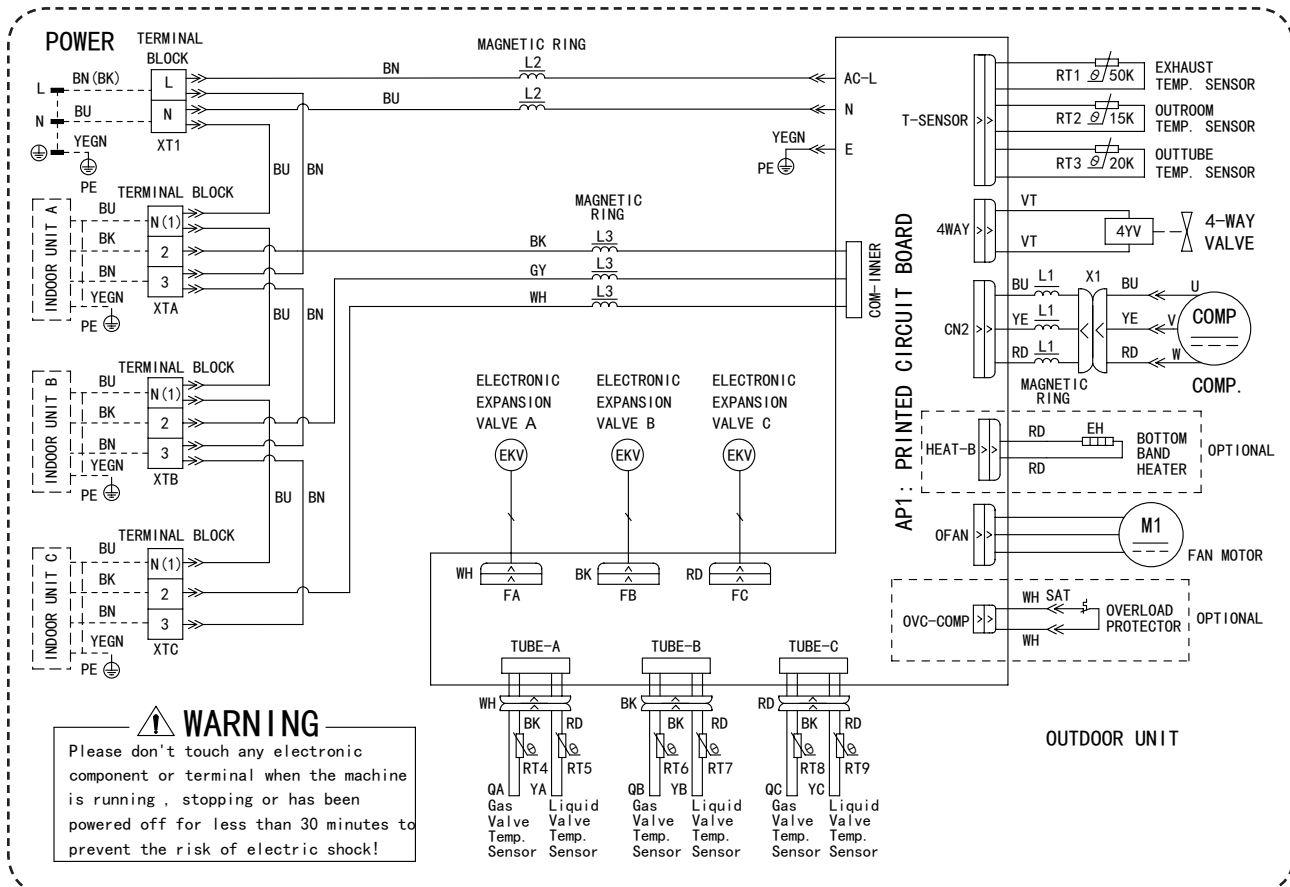 POWER
TERMINAL
BLOCK
L
BN(BK)
N
BU
YEGN
PE
L
N
XT1
BN
BU
MAGNETIC RING
L2
L2
AC-L
N
E
YEGN
PE
BU
BN
TERMINAL BLOCK
INDOOR UNIT A
BU
BK
BN
YEGN
PE
N(1)
2
3
XTA
MAGNETIC
RING
BK
L3
GY
L3
WH
L3
COM-INNER
BU
BN
TERMINAL BLOCK
INDOOR UNIT B
BU
BK
BN
YEGN
PE
N(1)
2
3
XTB
BU
BN
TERMINAL BLOCK
INDOOR UNIT C
BU
BK
BN
YEGN
PE
N(1)
2
3
XTC
ELECTRONIC
EXPANSION
VALVE A
EKV
WH
FA
ELECTRONIC
EXPANSION
VALVE B
EKV
BK
FB
ELECTRONIC
EXPANSION
VALVE C
EKV
RD
FC
AP1: PRINTED CIRCUIT BOARD
T-SENSOR
RT1 θ 50K
EXHAUST
TEMP. SENSOR
RT2 θ 15K
OUTROOM
TEMP. SENSOR
RT3 θ 20K
OUTTUBE
TEMP. SENSOR
4WAY
VT
VT
4YV
4-WAY
VALVE
CN2
BU L1
YE L1
RD L1
MAGNETIC
RING
X1
BU
YE
RD
U
V
W
COMP
COMP.
HEAT-B
RD
RD
EH
BOTTOM
BAND
HEATER
OPTIONAL
OFAN
M1
FAN MOTOR
OVC-COMP
WH SAT
WH
OVERLOAD
PROTECTOR
OPTIONAL
TUBE-A
WH
BK
RD
θ
θ
RT4
RT5
QA
YA
Gas
Valve
Temp.
Sensor
Liquid
Valve
Temp.
Sensor
TUBE-B
BK
BK
RD
θ
θ
RT6
RT7
QB
YB
Gas
Valve
Temp.
Sensor
Liquid
Valve
Temp.
Sensor
TUBE-C
RD
BK
RD
θ
θ
RT8
RT9
QC
YC
Gas
Valve
Temp.
Sensor
Liquid
Valve
Temp.
Sensor
OUTDOOR UNIT
WARNING
Please don't touch any electronic
component or terminal when the machine
is running , stopping or has been
powered off for less than 30 minutes to
prevent the risk of electric shock!